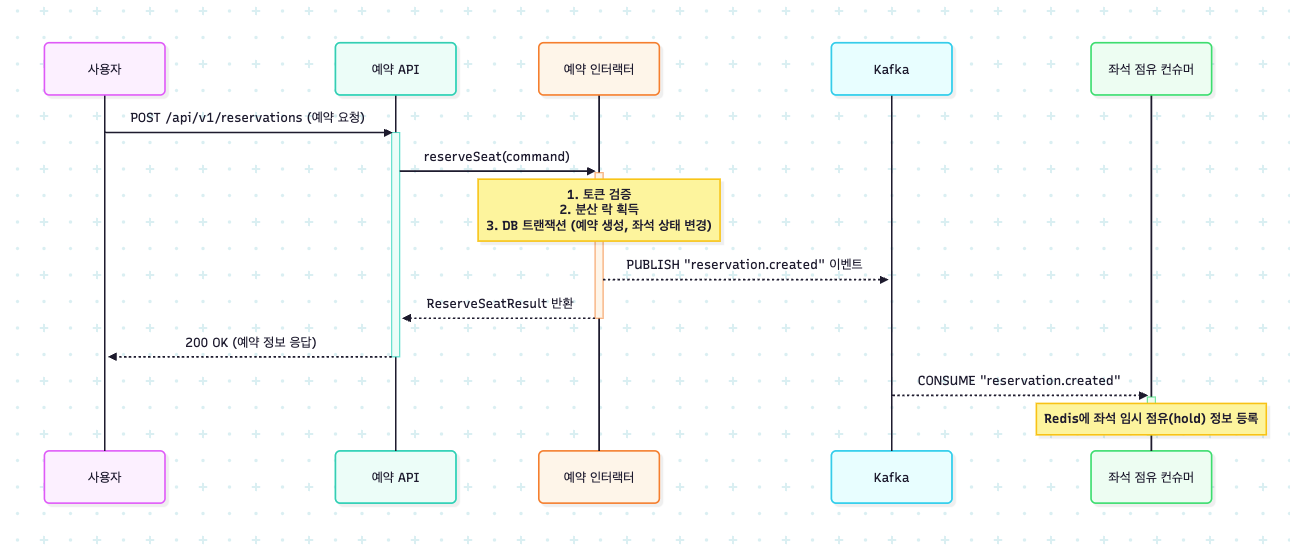 사용자
예약 API
예약 인터랙터
Kafka
좌석 점유 컨슈머
POST /api/v1/reservations (예약 요청)
reserveSeat(command)
1. 토큰 검증
2. 분산 락 획득
3. DB 트랜잭션 (예약 생성, 좌석 상태 변경)
PUBLISH "reservation.created" 이벤트
ReserveSeatResult 반환
200 OK (예약 정보 응답)
CONSUME "reservation.created"
Redis에 좌석 임시 점유(hold) 정보 등록
사용자
예약 API
예약 인터랙터
Kafka
좌석 점유 컨슈머